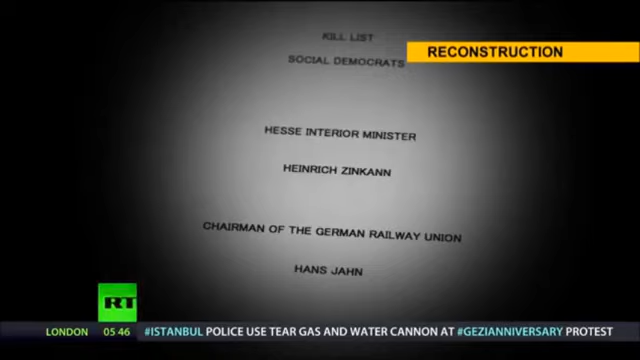 KILL LIST
RECONSTRUCTION
SOCIAL DEMOCRATS
HESSE INTERIOR MINISTER
HEINRICH ZINKANN
CHAIRMAN OF THE GERMAN RAILWAY UNION
HANS JAHN
RT
LONDON 05 46 #ISTANBUL POLICE USE TEAR GAS AND WATER CANNON AT #GEZIANNIVERSARY PROTEST